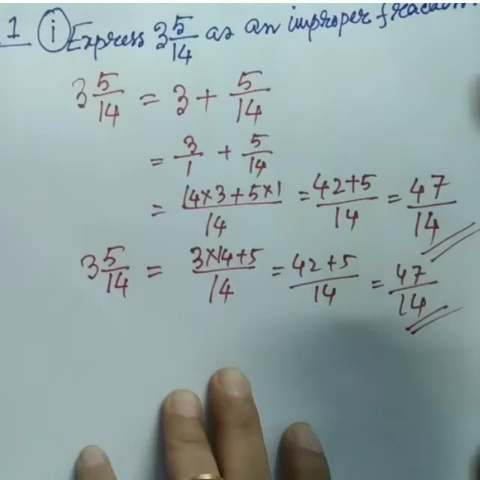 1 (i) Express 3 5/14 as an improper fraction
3 5/14 = 3 + 5/14
= 3/1 + 5/14
= 14×3+5×1/14 = 42+5/14 = 47/14
3 5/14 = 3×14+5/14 = 42+5/14 = 47/14